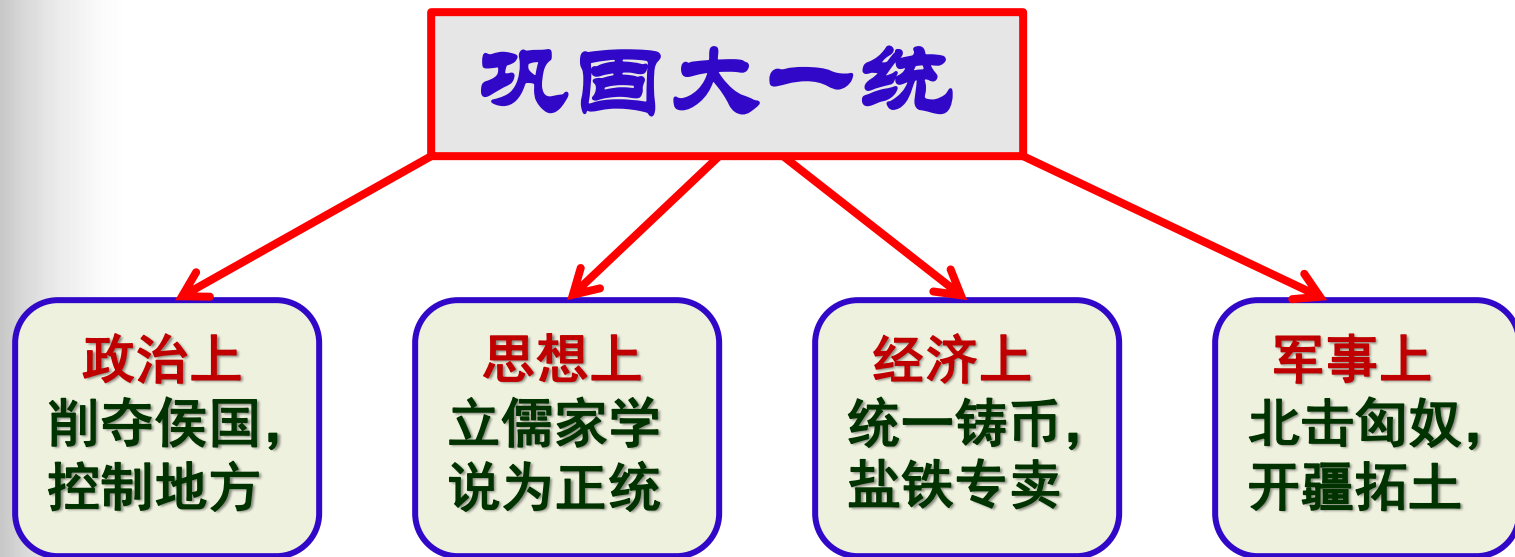 巩固大一统
政治上
削夺侯国，
控制地方
思想上
立儒家学
说为正统
经济上
统一铸币，
盐铁专卖
军事上
北击匈奴，
开疆拓土